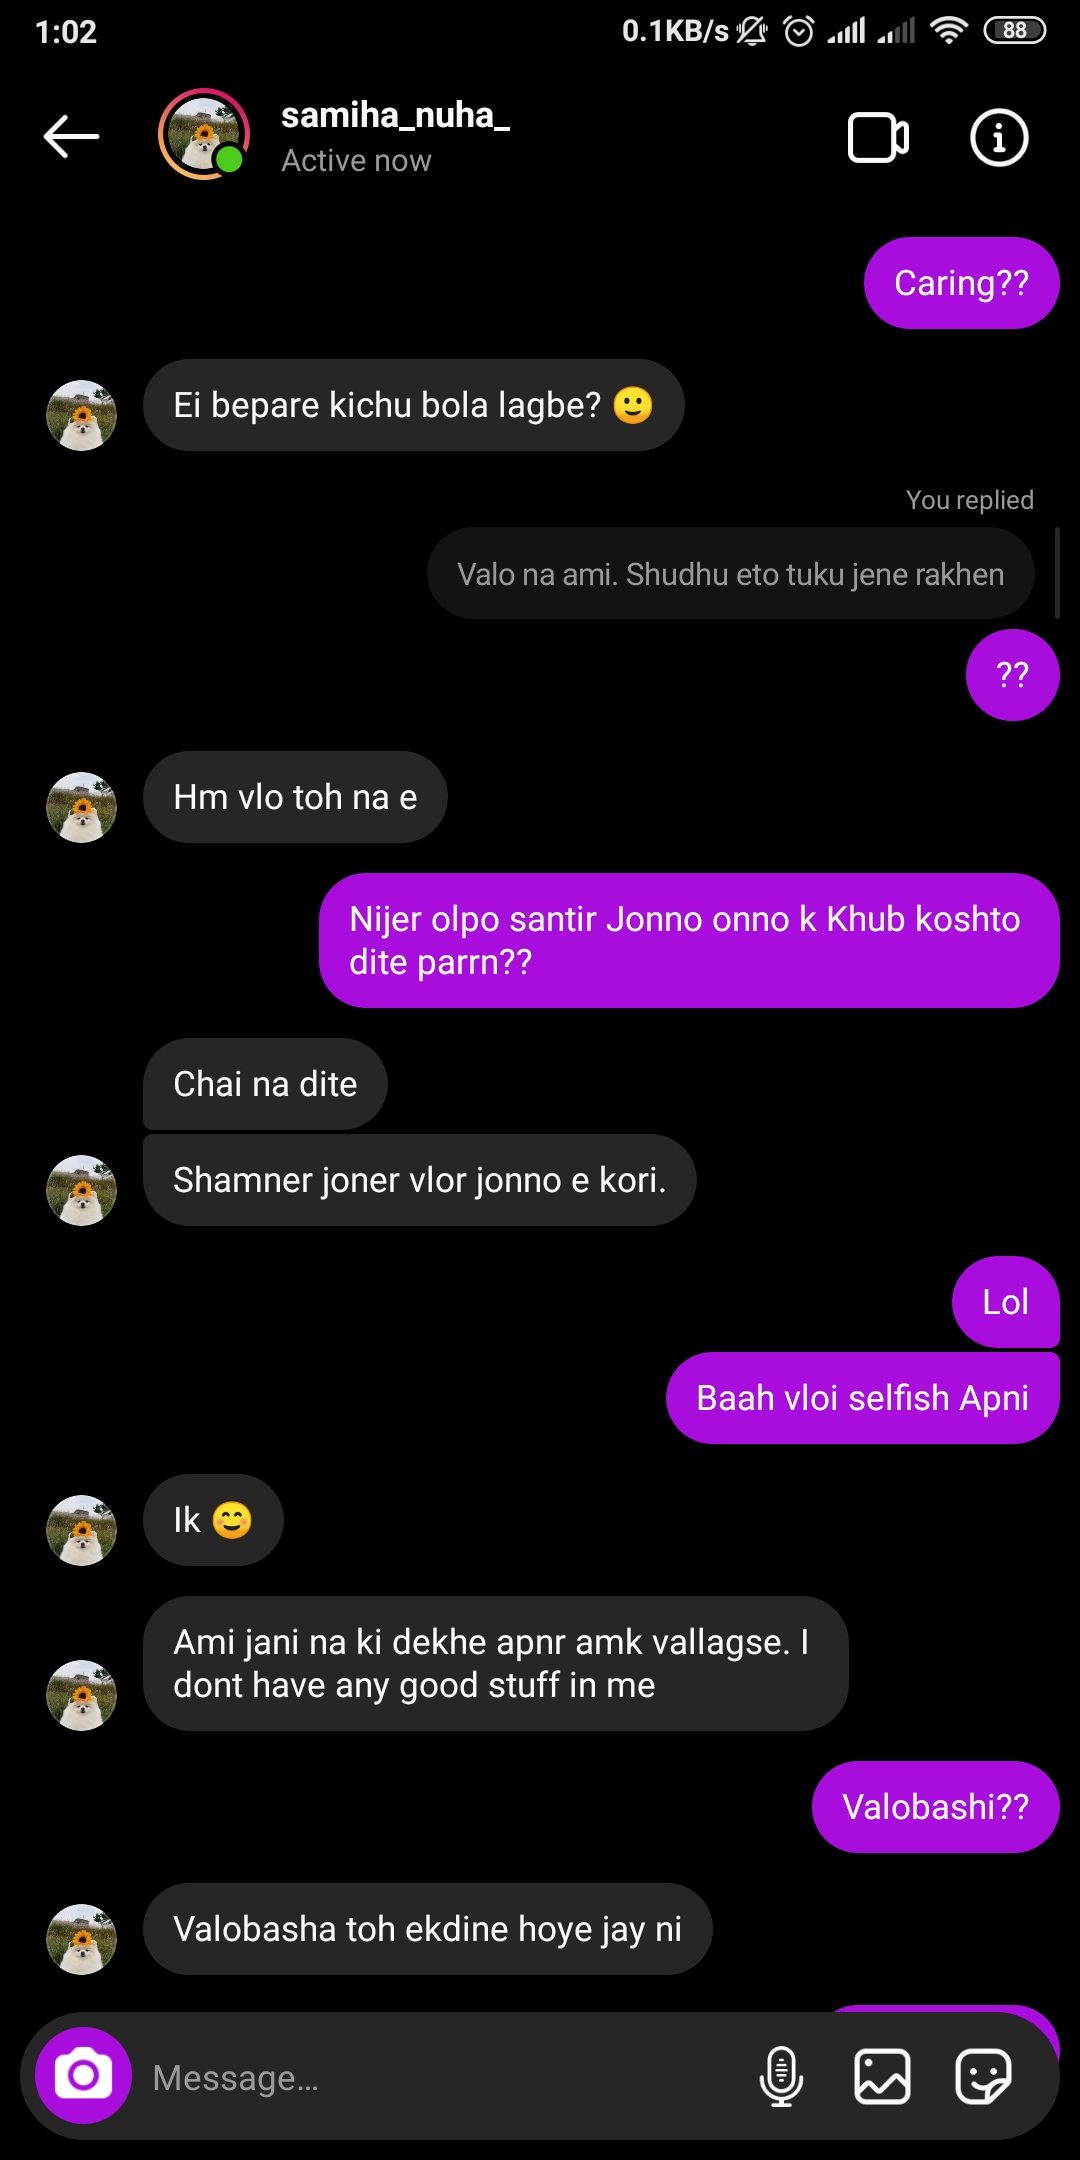 1:02
0.1KB/s
88
samiha_nuha_
Active now
Caring??
Ei bepare kichu bola lagbe? 🙂
You replied
Valo na ami. Shudhu eto tuku jene rakhen
??
Hm vlo toh na e
Nijer olpo santir Jonno onno k Khub koshto
dite parrn??
Chai na dite
Shamner joner vlor jonno e kori.
Lol
Baah vloi selfish Apni
Ik 😊
Ami jani na ki dekhe apnr amk vallagse. I
dont have any good stuff in me
Valobashi??
Valobasha toh ekdine hoye jay ni
Message...